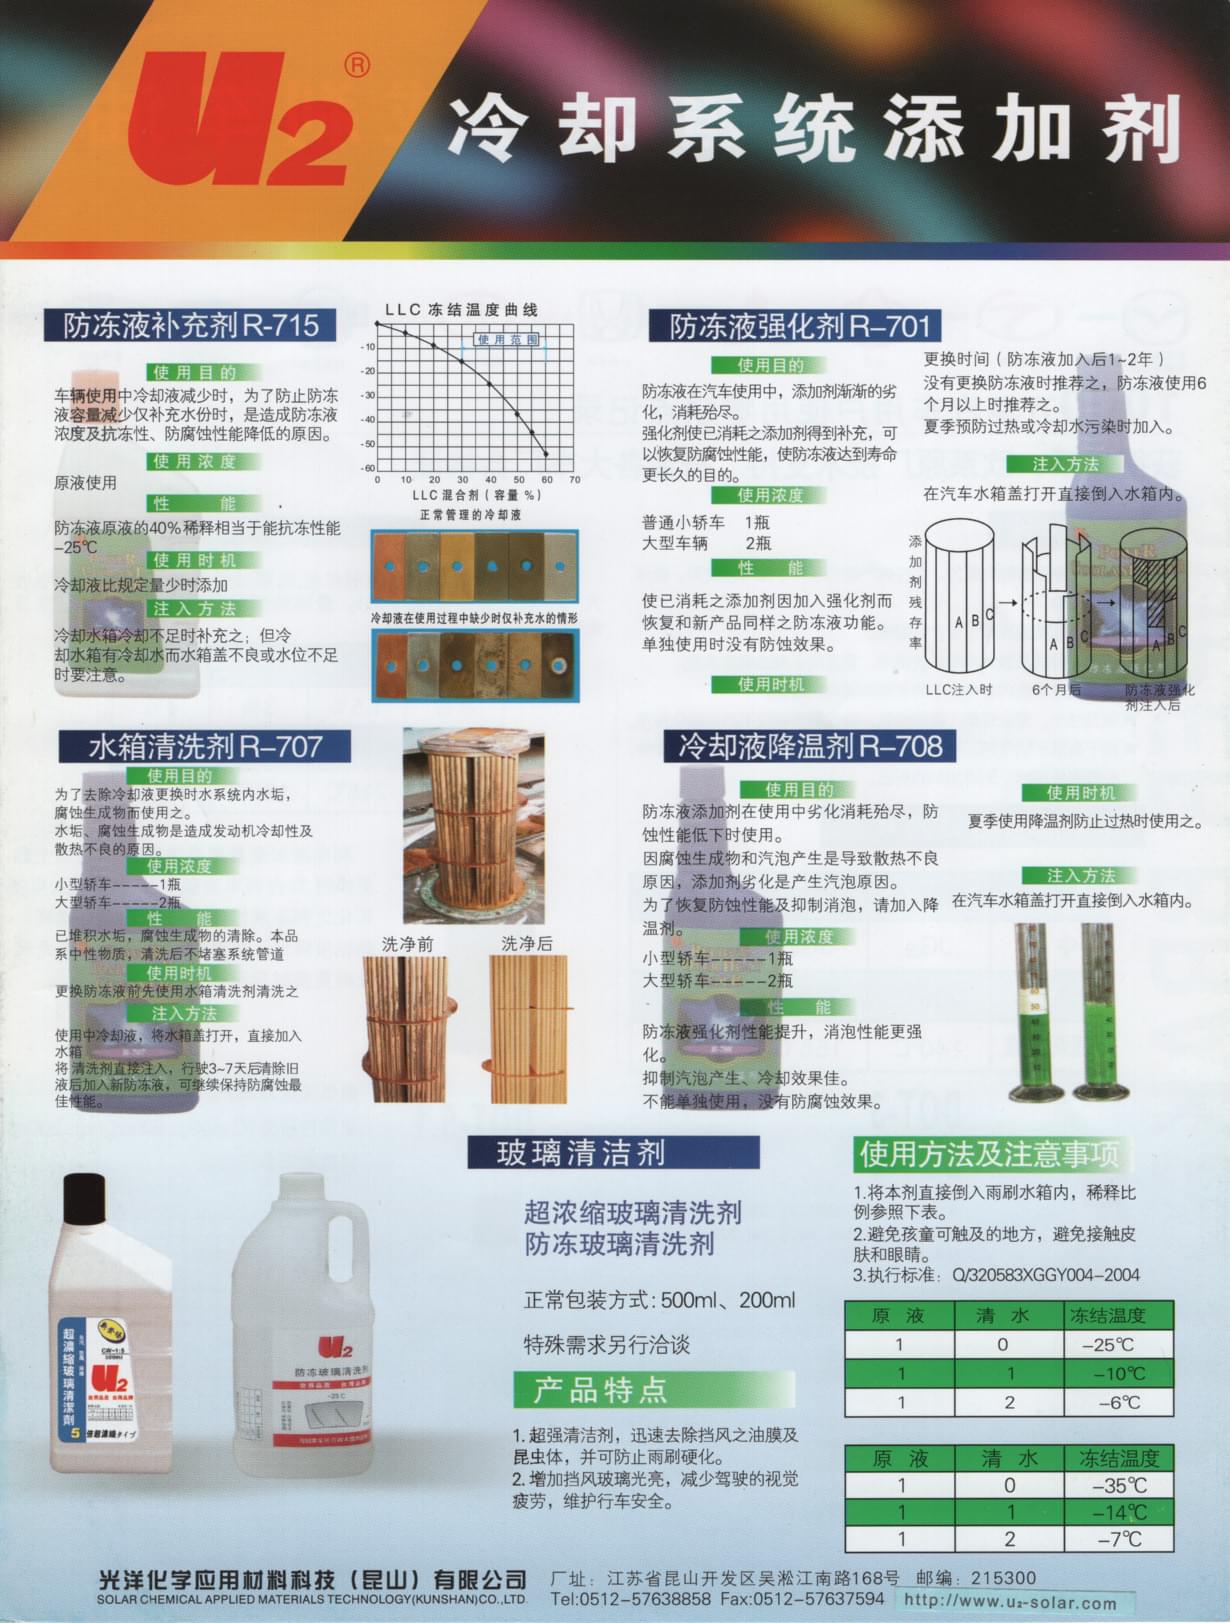 U2®
冷却系统添加剂
防冻液补充剂 R-715
使用目的
车辆使用中冷却液减少时，为了防止防冻
液容量减少仅补充水份时，是造成防冻液
浓度及抗冻性、防腐蚀性能降低的原因。
使用浓度
原液使用
性 能
防冻液原液的40%稀释相当于能抗冻性能
-25℃
使用时机
冷却液比规定量少时添加
注入方法
冷却水箱冷却不足时补充之；但冷
却水箱有冷却水而水箱盖不良或水位不足
时要注意。
LLC 冻结温度曲线
使用范围
-10
-20
-30
-40
-50
-60
0 10 20 30 40 50 60 70
LLC 混合剂（容量 %）
正常管理的冷却液
冷却液在使用过程中缺少时仅补充水的情形
防冻液强化剂 R-701
使用目的
防冻液在汽车使用中，添加剂渐渐的劣
化，消耗殆尽。
强化剂使已消耗之添加剂得到补充，可
以恢复防腐蚀性能，使防冻液达到寿命
更长久的目的。
使用浓度
普通小轿车 1瓶
大型车辆 2瓶
性 能
使已消耗之添加剂因加入强化剂而
恢复和新产品同样之防冻液功能。
单独使用时没有防蚀效果。
使用时机
更换时间（防冻液加入后1~2年）
没有更换防冻液时推荐之，防冻液使用6
个月以上时推荐之。
夏季预防过热或冷却水污染时加入。
注入方法
在汽车水箱盖打开直接倒入水箱内。
添加剂残存率
A B C
A B C
A B C
LLC注入时
6个月后
防冻液强化
剂注入后
水箱清洗剂 R-707
使用目的
为了去除冷却液更换时水系统内水垢，
腐蚀生成物而使用之。
水垢、腐蚀生成物是造成发动机冷却性及
散热不良的原因。
使用浓度
小型轿车-----1瓶
大型轿车-----2瓶
性 能
已堆积水垢，腐蚀生成物的清除。本品
系中性物质，清洗后不堵塞系统管道
使用时机
更换防冻液前先使用水箱清洗剂清洗之
注入方法
使用中冷却液，将水箱盖打开，直接加入
水箱
将 清洗剂直接注入，行驶3~7天后清除旧
液后加入新防冻液，可继续保持防腐蚀最
佳性能。
洗净前
洗净后
冷却液降温剂 R-708
使用目的
防冻液添加剂在使用中劣化消耗殆尽，防
蚀性能低下时使用。
因腐蚀生成物和汽泡产生是导致散热不良
原因，添加剂劣化是产生汽泡原因。
为了恢复防蚀性能及抑制消泡，请加入降
温剂。
使用浓度
小型轿车-----1瓶
大型轿车-----2瓶
性 能
防冻液强化剂性能提升，消泡性能更强
化。
抑制汽泡产生、冷却效果佳。
不能单独使用，没有防腐蚀效果。
使用时机
夏季使用降温剂防止过热时使用之。
注入方法
在汽车水箱盖打开直接倒入水箱内。
玻璃清洁剂
超浓缩玻璃清洗剂
防冻玻璃清洗剂
正常包装方式：500ml、200ml
特殊需求另行洽谈
产品特点
1. 超强清洁剂，迅速去除挡风之油膜及
昆虫体，并可防止雨刷硬化。
2. 增加挡风玻璃光亮，减少驾驶的视觉
疲劳，维护行车安全。
CW-1:5
超濃縮玻璃清潔劑
U2
5 倍超濃縮タイプ
U2
防冻玻璃清洗剂
-25℃
使用方法及注意事项
1.将本剂直接倒入雨刷水箱内，稀释比
例参照下表。
2.避免孩童可触及的地方，避免接触皮
肤和眼睛。
3.执行标准：Q/320583XGGY004-2004
原 液 清 水 冻结温度
1 0 -25℃
1 1 -10℃
1 2 -6℃
原 液 清 水 冻结温度
1 0 -35℃
1 1 -14℃
1 2 -7℃
光洋化学应用材料科技（昆山）有限公司
SOLAR CHEMICAL APPLIED MATERIALS TECHNOLOGY(KUNSHAN)CO.,LTD.
厂址：江苏省昆山开发区吴淞江南路168号 邮编：215300
Tel:0512-57638858 Fax:0512-57637594 http://www.u2-solar.com